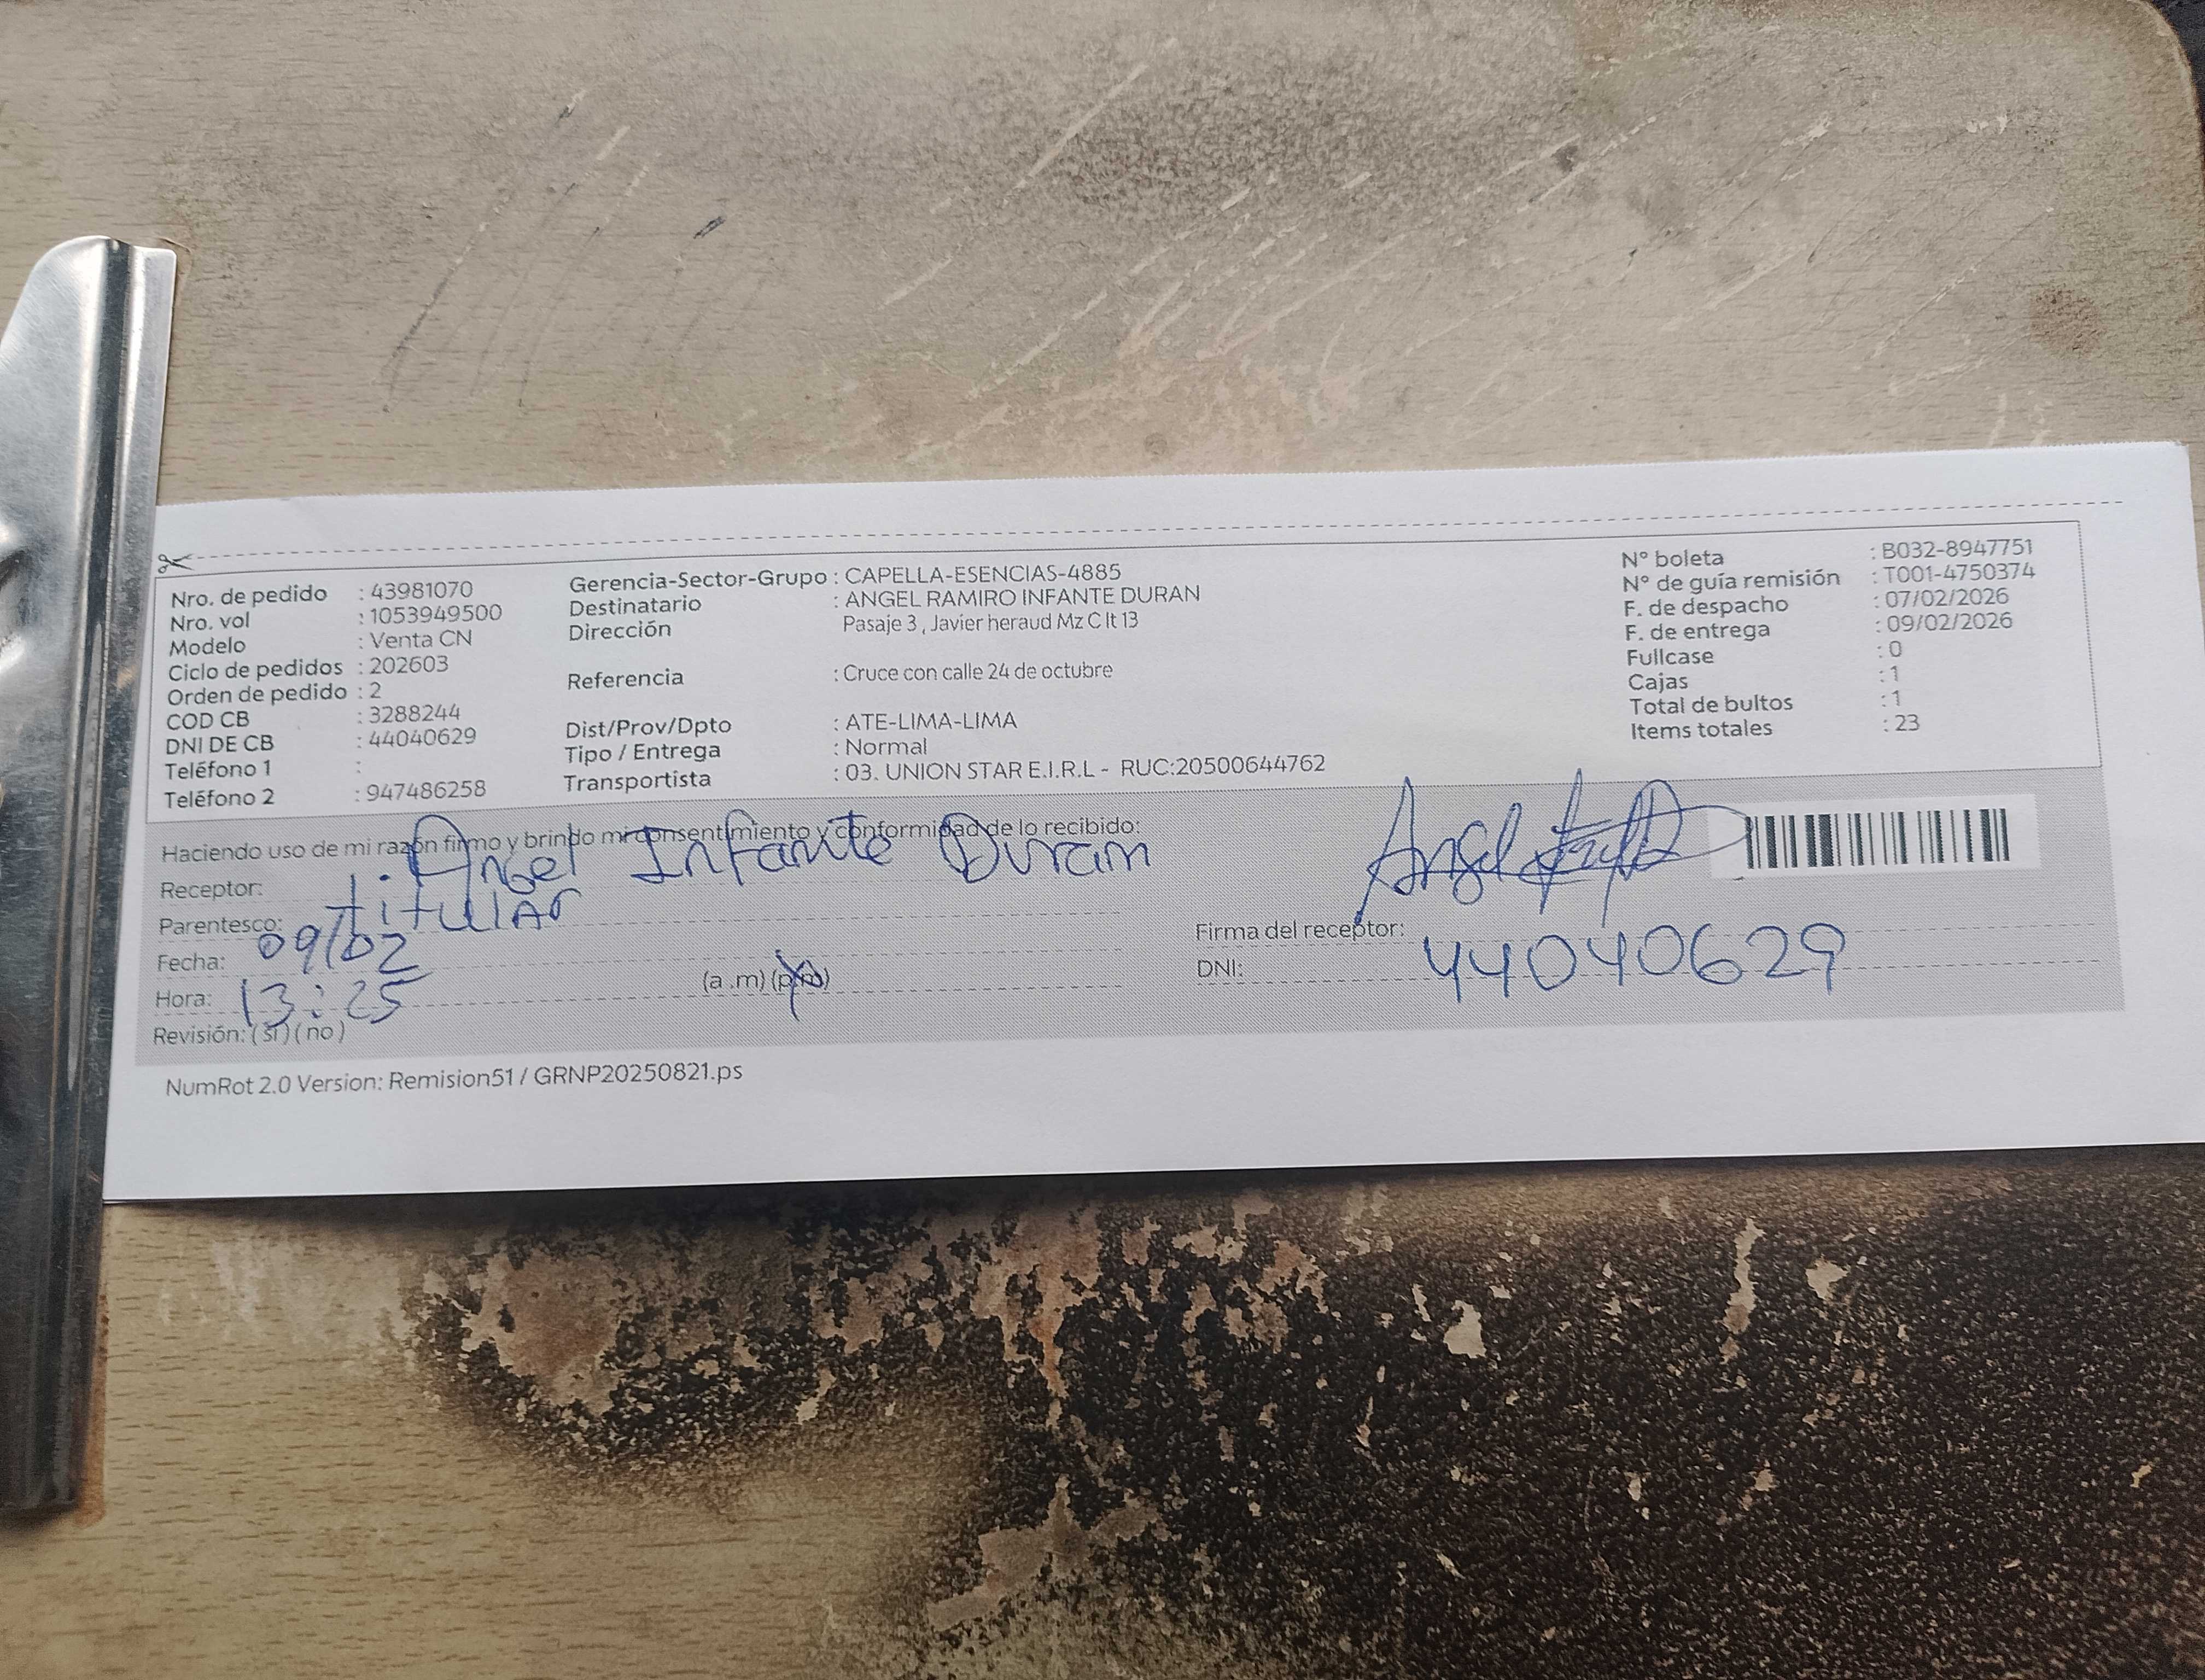 Nro. de pedido : 43981070
Nro. vol : 1053949500
Modelo : Venta CN
Ciclo de pedidos : 202603
Orden de pedido : 2
COD CB : 3288244
DNI DE CB : 44040629
Teléfono 1 :
Teléfono 2 : 947486258
Gerencia-Sector-Grupo : CAPELLA-ESENCIAS-4885
Destinatario : ANGEL RAMIRO INFANTE DURAN
Dirección Pasaje 3 , Javier heraud Mz C lt 13
Referencia : Cruce con calle 24 de octubre
Dist/Prov/Dpto : ATE-LIMA-LIMA
Tipo / Entrega : Normal
Transportista : 03. UNION STAR E.I.R.L - RUC:20500644762
N° boleta : B032-8947751
N° de guía remisión : T001-4750374
F. de despacho : 07/02/2026
F. de entrega : 09/02/2026
Fullcase : 0
Cajas : 1
Total de bultos : 1
Items totales : 23
Haciendo uso de mi razón firmo y brindo mi consentimiento y conformidad de lo recibido:
Receptor: Angel Infante Duran
Parentesco: titular
Fecha: 09/02
Hora: 13:25 (a .m) (p.m)
Revisión: (si) (no)
Firma del receptor: Angel
DNI: 44040629
NumRot 2.0 Version: Remision51 / GRNP20250821.ps